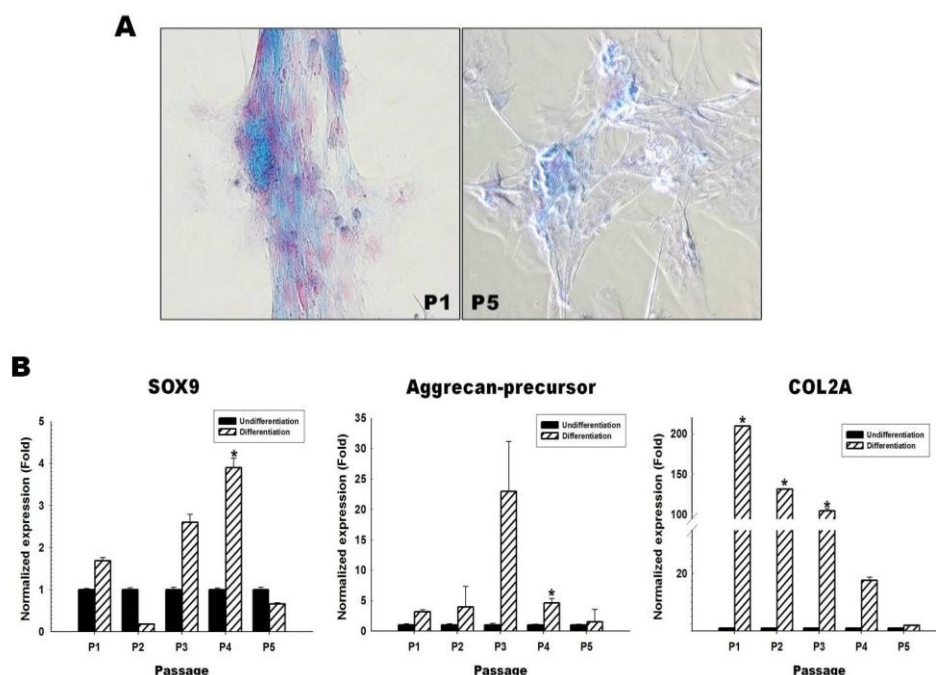 A
P1
P5
B
SOX9
Normalized expression (Fold)
5
4
3
2
1
0
Undifferentiation
Differentiation
*
P1 P2 P3 P4 P5
Passage
Aggrecan-precursor
Normalized expression (Fold)
35
30
25
20
15
10
5
0
Undifferentiation
Differentiation
*
P1 P2 P3 P4 P5
Passage
COL2A
Normalized expression (Fold)
200
150
100
20
Undifferentiation
Differentiation
* * *
P1 P2 P3 P4 P5
Passage